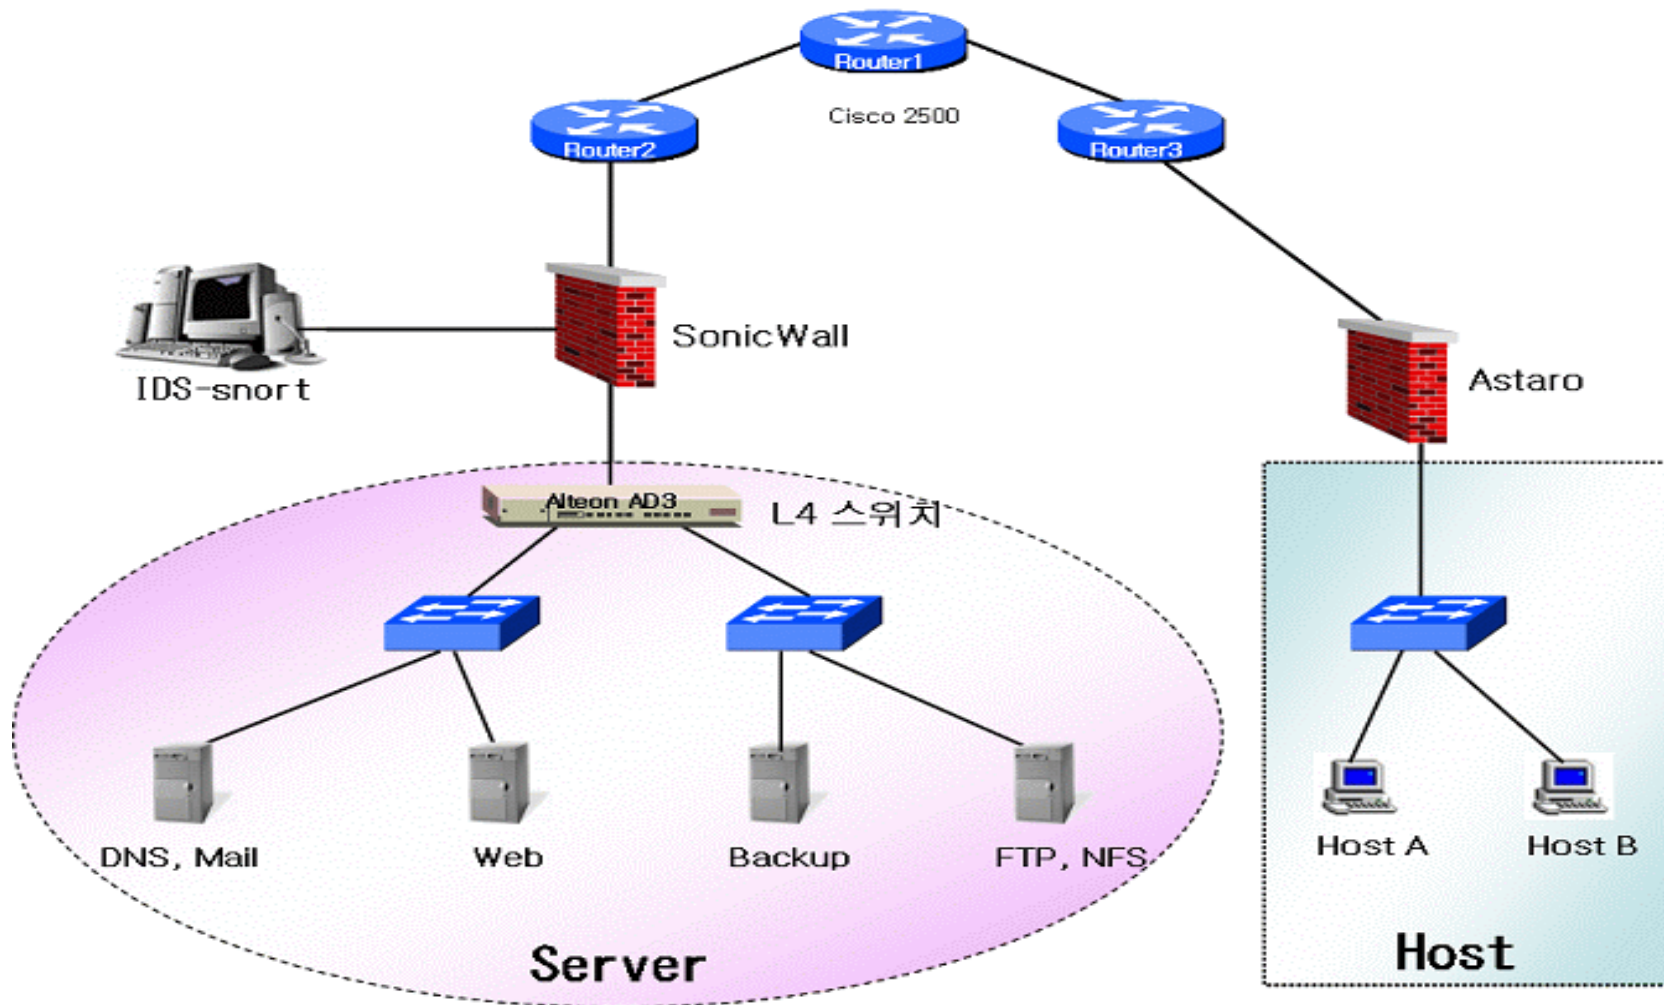 Router1
Cisco 2500
Router2
Router3
SonicWall
IDS-snort
Astaro
Alteon AD3
L4 스위치
DNS, Mail
Web
Backup
FTP, NFS
Host A
Host B
Server
Host